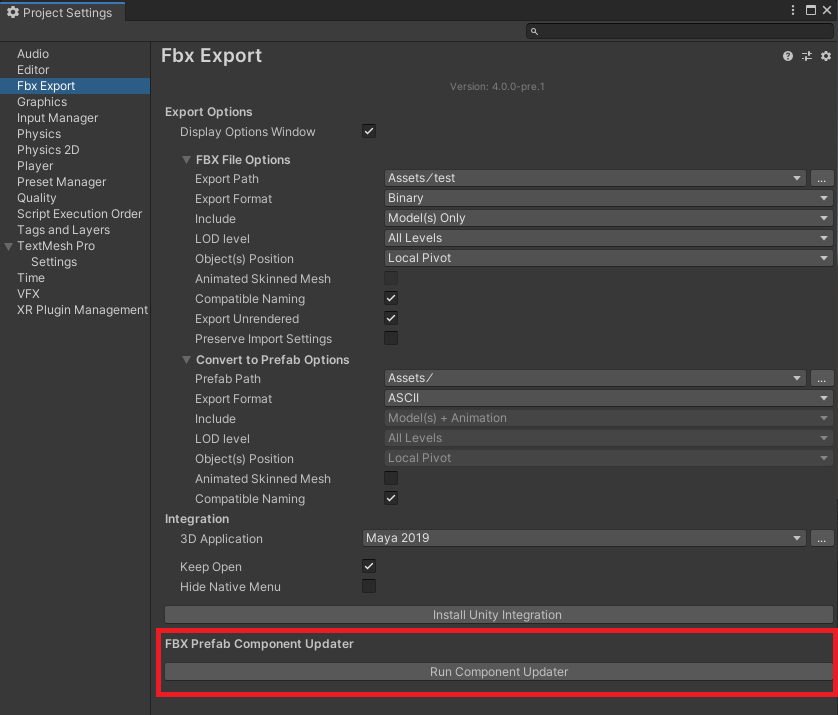 Project Settings
Audio
Editor
Fbx Export
Graphics
Input Manager
Physics
Physics 2D
Player
Preset Manager
Quality
Script Execution Order
Tags and Layers
TextMesh Pro
Settings
Time
VFX
XR Plugin Management
Fbx Export
Version: 4.0.0-pre.1
Export Options
Display Options Window
FBX File Options
Export Path Assets/test ...
Export Format Binary
Include Model(s) Only
LOD level All Levels
Object(s) Position Local Pivot
Animated Skinned Mesh
Compatible Naming
Export Unrendered
Preserve Import Settings
Convert to Prefab Options
Prefab Path Assets/ ...
Export Format ASCII
Include Model(s) + Animation
LOD level All Levels
Object(s) Position Local Pivot
Animated Skinned Mesh
Compatible Naming
Integration
3D Application Maya 2019 ...
Keep Open
Hide Native Menu
Install Unity Integration
FBX Prefab Component Updater
Run Component Updater